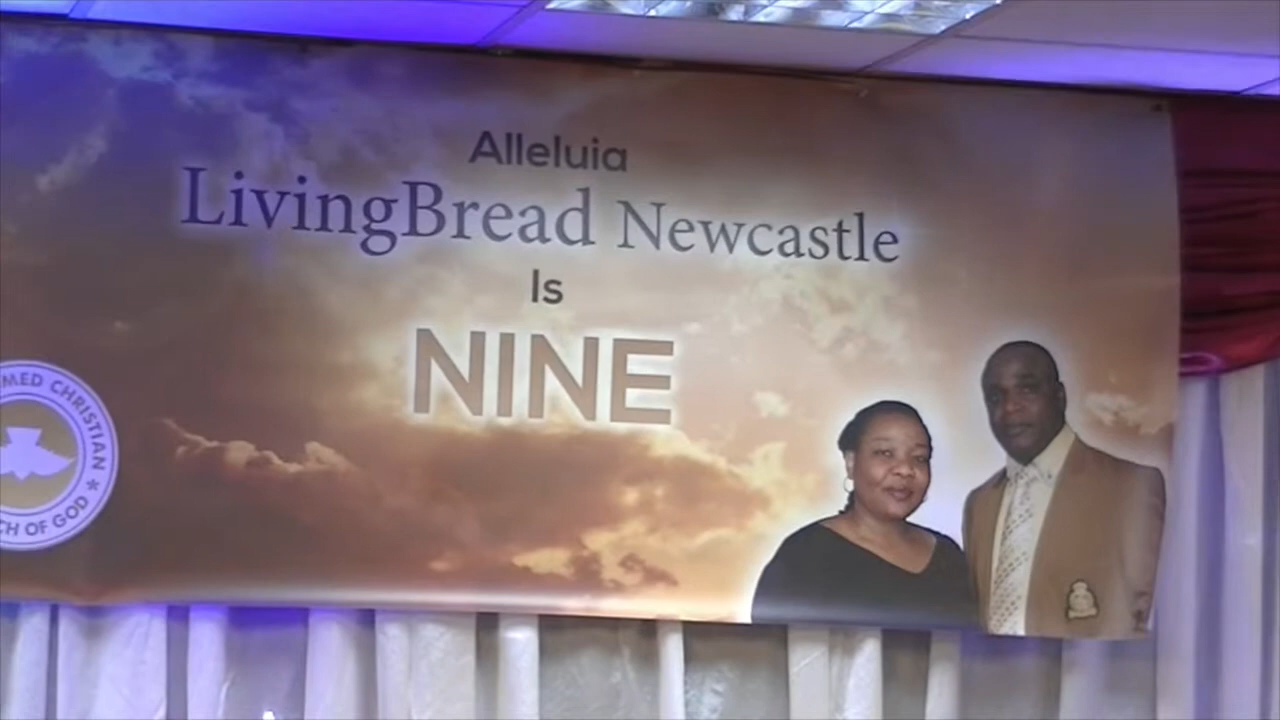 Alleluia
LivingBread Newcastle
Is
NINE
MED CHRISTIAN *
CH OF GOD